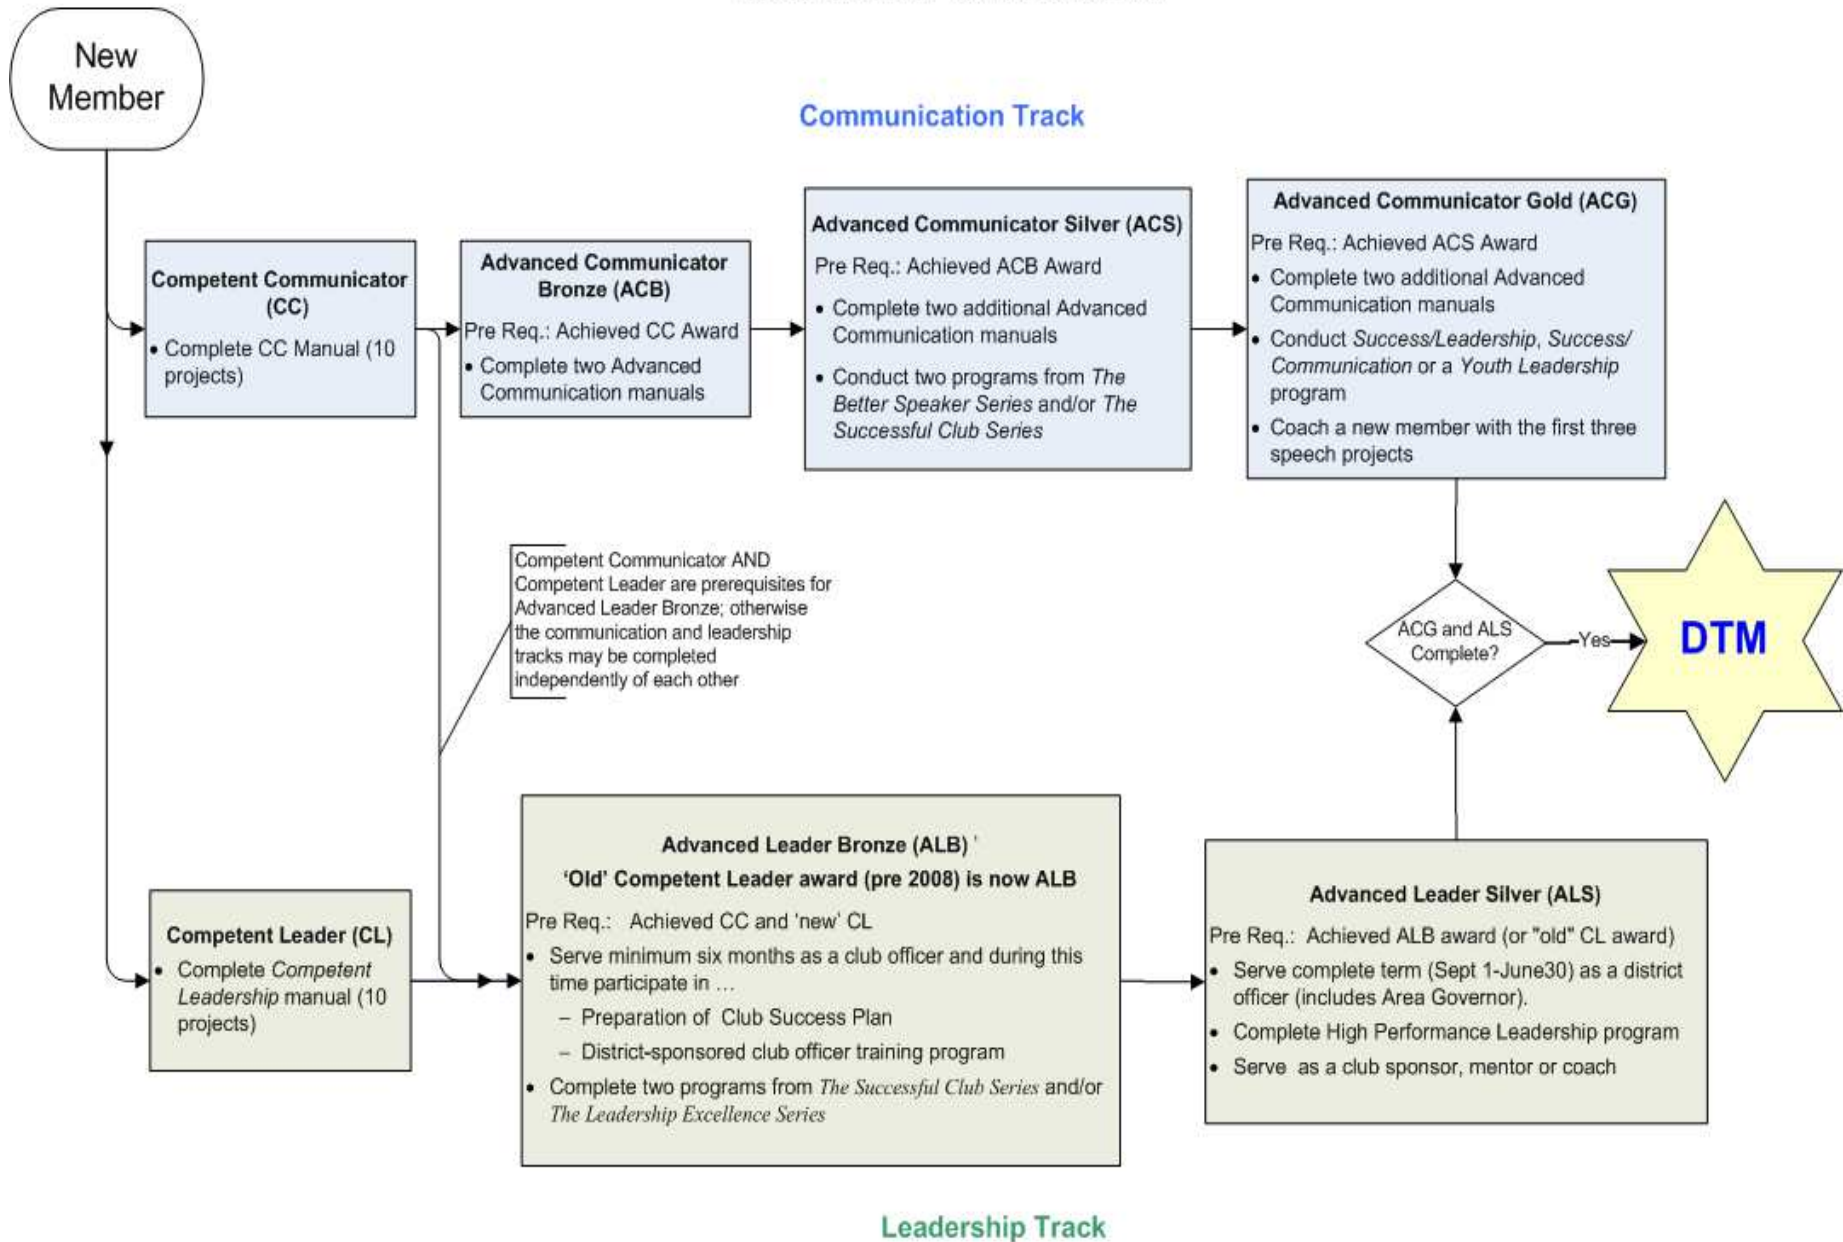 New
Member
Communication Track
Competent Communicator
(CC)
• Complete CC Manual (10
projects)
Advanced Communicator
Bronze (ACB)
Pre Req.: Achieved CC Award
• Complete two Advanced
Communication manuals
Advanced Communicator Silver (ACS)
Pre Req.: Achieved ACB Award
• Complete two additional Advanced
Communication manuals
• Conduct two programs from The
Better Speaker Series and/or The
Successful Club Series
Advanced Communicator Gold (ACG)
Pre Req.: Achieved ACS Award
• Complete two additional Advanced
Communication manuals
• Conduct Success/Leadership, Success/
Communication or a Youth Leadership
program
• Coach a new member with the first three
speech projects
Competent Communicator AND
Competent Leader are prerequisites for
Advanced Leader Bronze; otherwise
the communication and leadership
tracks may be completed
independently of each other
ACG and ALS
Complete?
Yes
DTM
Competent Leader (CL)
• Complete Competent
Leadership manual (10
projects)
Advanced Leader Bronze (ALB) '
‘Old’ Competent Leader award (pre 2008) is now ALB
Pre Req.: Achieved CC and ‘new’ CL
• Serve minimum six months as a club officer and during this
time participate in …
– Preparation of Club Success Plan
– District-sponsored club officer training program
• Complete two programs from The Successful Club Series and/or
The Leadership Excellence Series
Advanced Leader Silver (ALS)
Pre Req.: Achieved ALB award (or "old" CL award)
• Serve complete term (Sept 1-June30) as a district
officer (includes Area Governor).
• Complete High Performance Leadership program
• Serve as a club sponsor, mentor or coach
Leadership Track